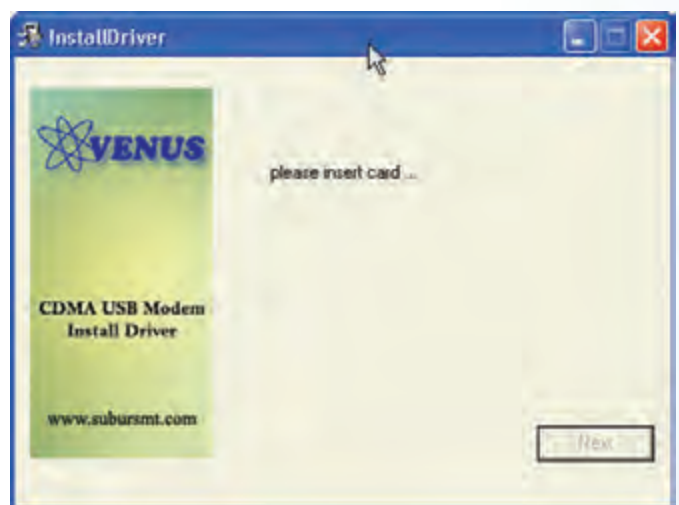 InstallDriver
VENUS
please insert card ...
CDMA USB Modem
Install Driver
www.subursmt.com
Next